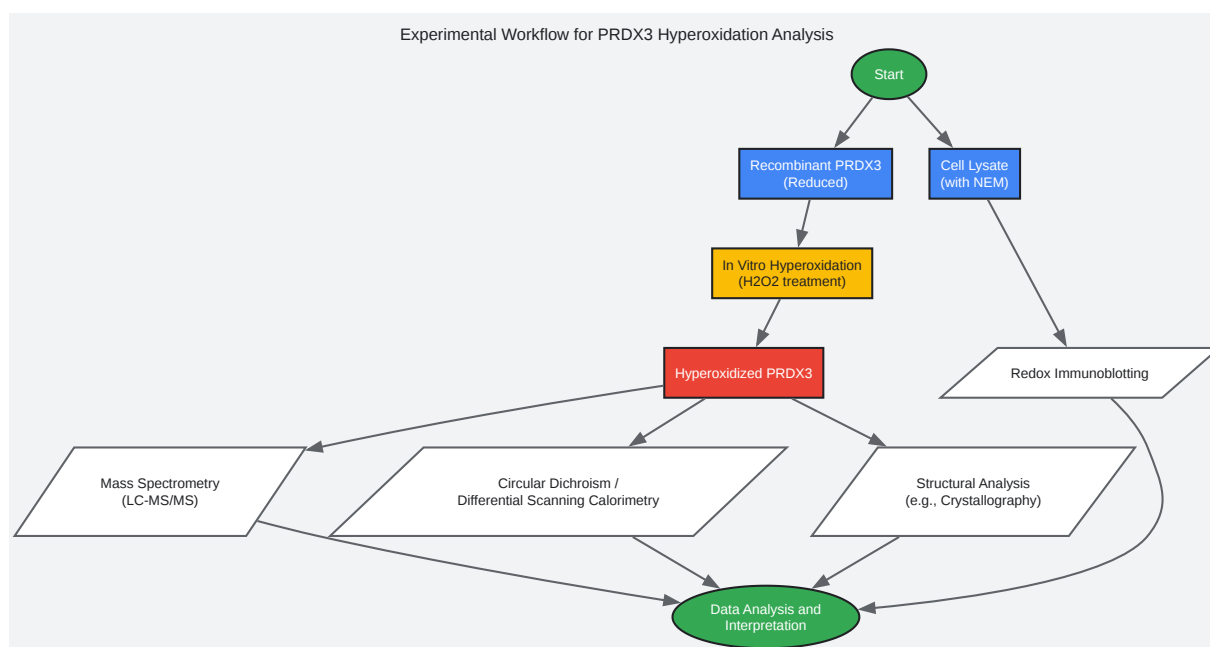 Experimental Workflow for PRDX3 Hyperoxidation Analysis
Start
Recombinant PRDX3
(Reduced)
Cell Lysate
(with NEM)
In Vitro Hyperoxidation
(H2O2 treatment)
Hyperoxidized PRDX3
Redox Immunoblotting
Mass Spectrometry
(LC-MS/MS)
Circular Dichroism /
Differential Scanning Calorimetry
Structural Analysis
(e.g., Crystallography)
Data Analysis and
Interpretation